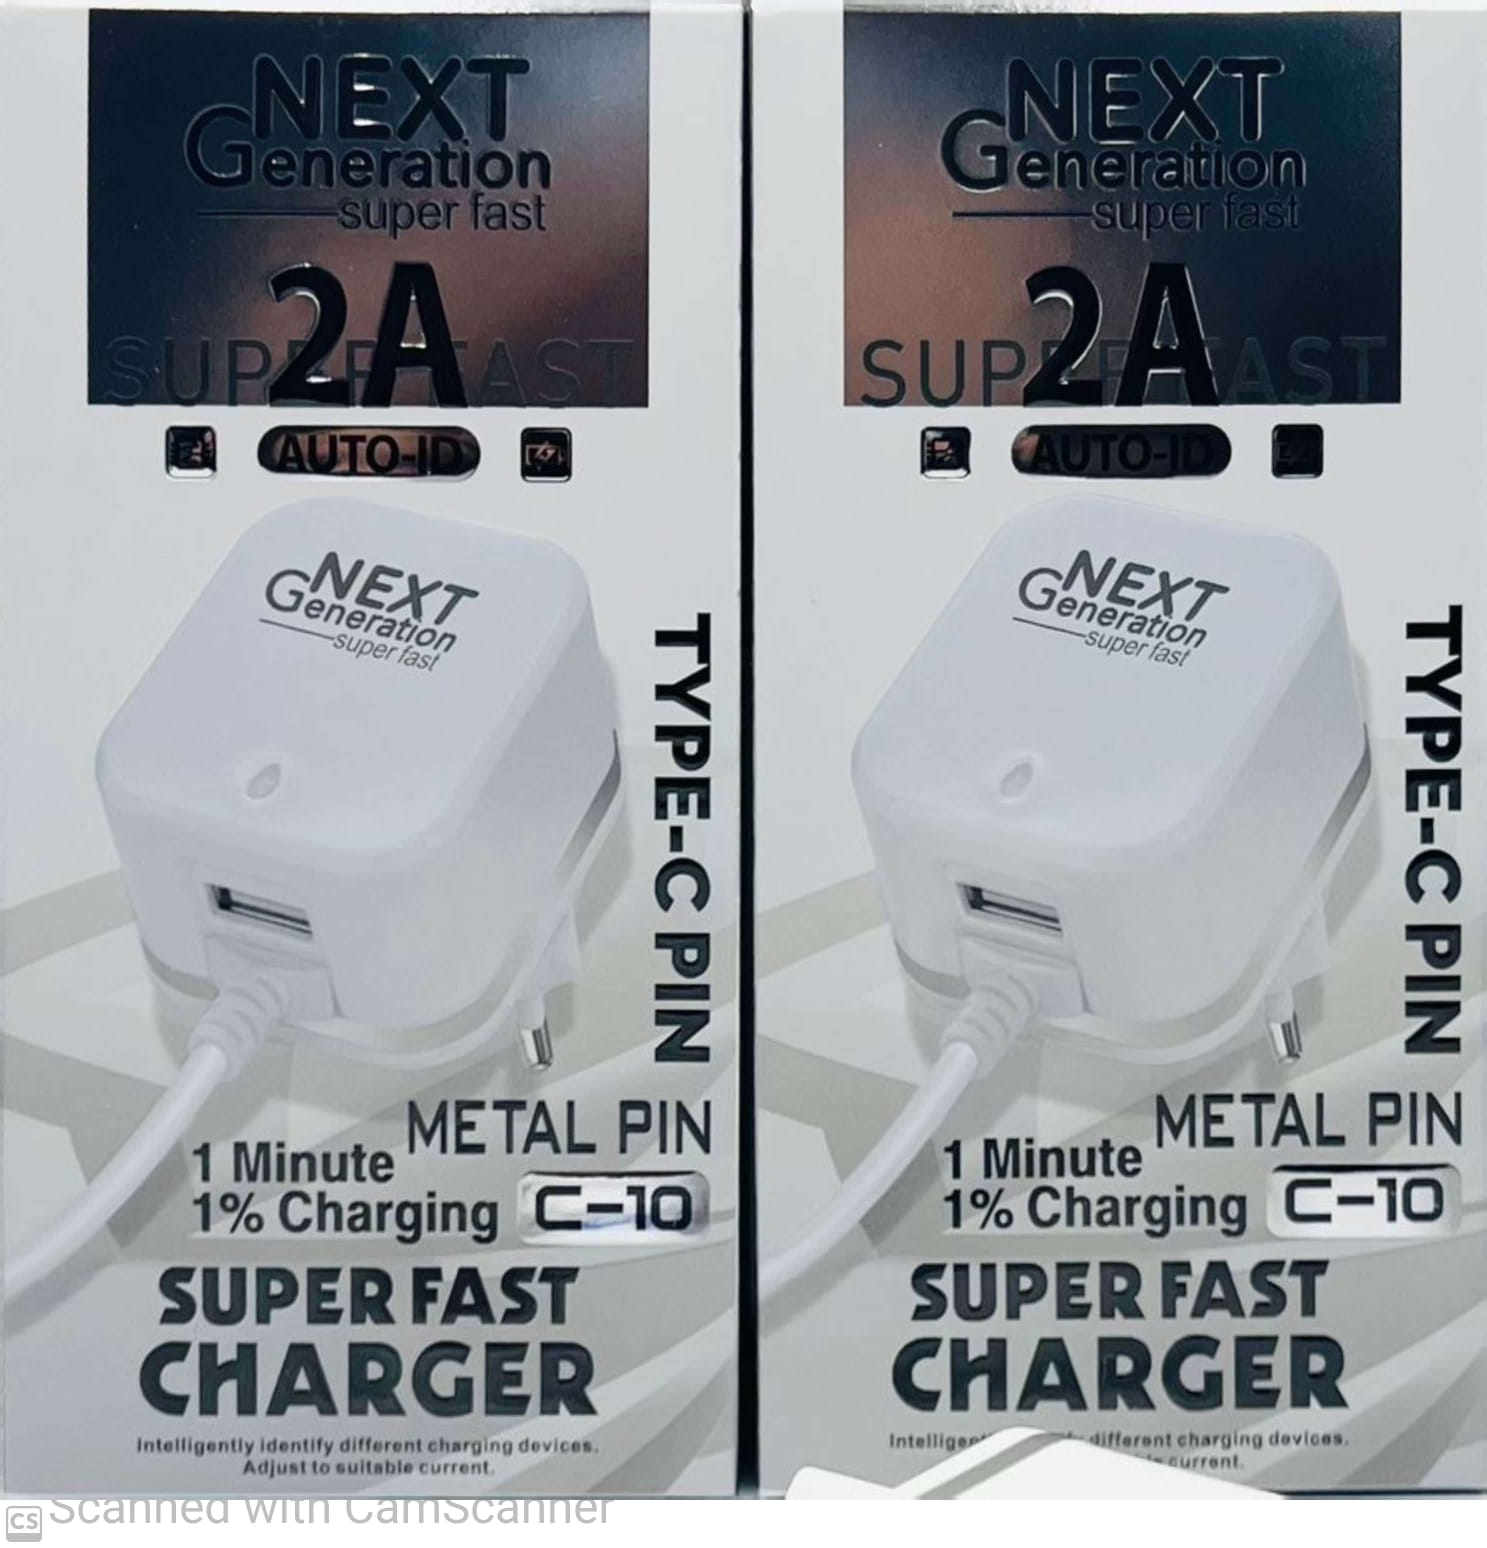 NEXT
Generation
super fast
2A
SUPER FAST
AUTO-ID
NEXT
Generation
super fast
TYPE-C PIN
METAL PIN
1 Minute
1% Charging
C-10
SUPER FAST
CHARGER
Intelligently identify different charging devices.
Adjust to suitable current.
NEXT
Generation
super fast
2A
SUPER FAST
AUTO-ID
NEXT
Generation
super fast
TYPE-C PIN
METAL PIN
1 Minute
1% Charging
C-10
SUPER FAST
CHARGER
different charging devices.
current.
CS Scanned with CamScanner